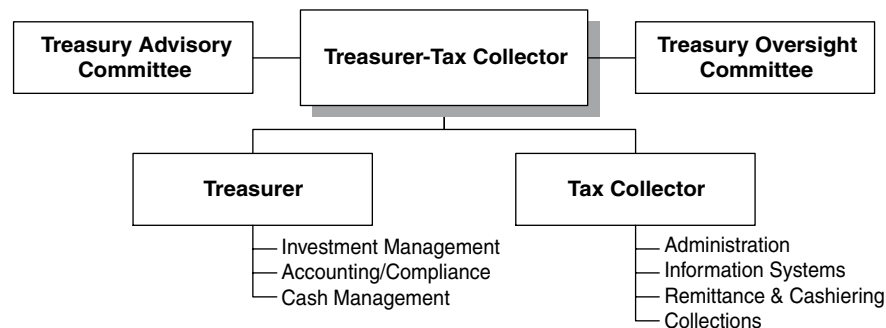 Treasury Advisory
Committee
Treasurer-Tax Collector
Treasury Oversight
Committee
Treasurer
Investment Management
Accounting/Compliance
Cash Management
Tax Collector
Administration
Information Systems
Remittance & Cashiering
Collections